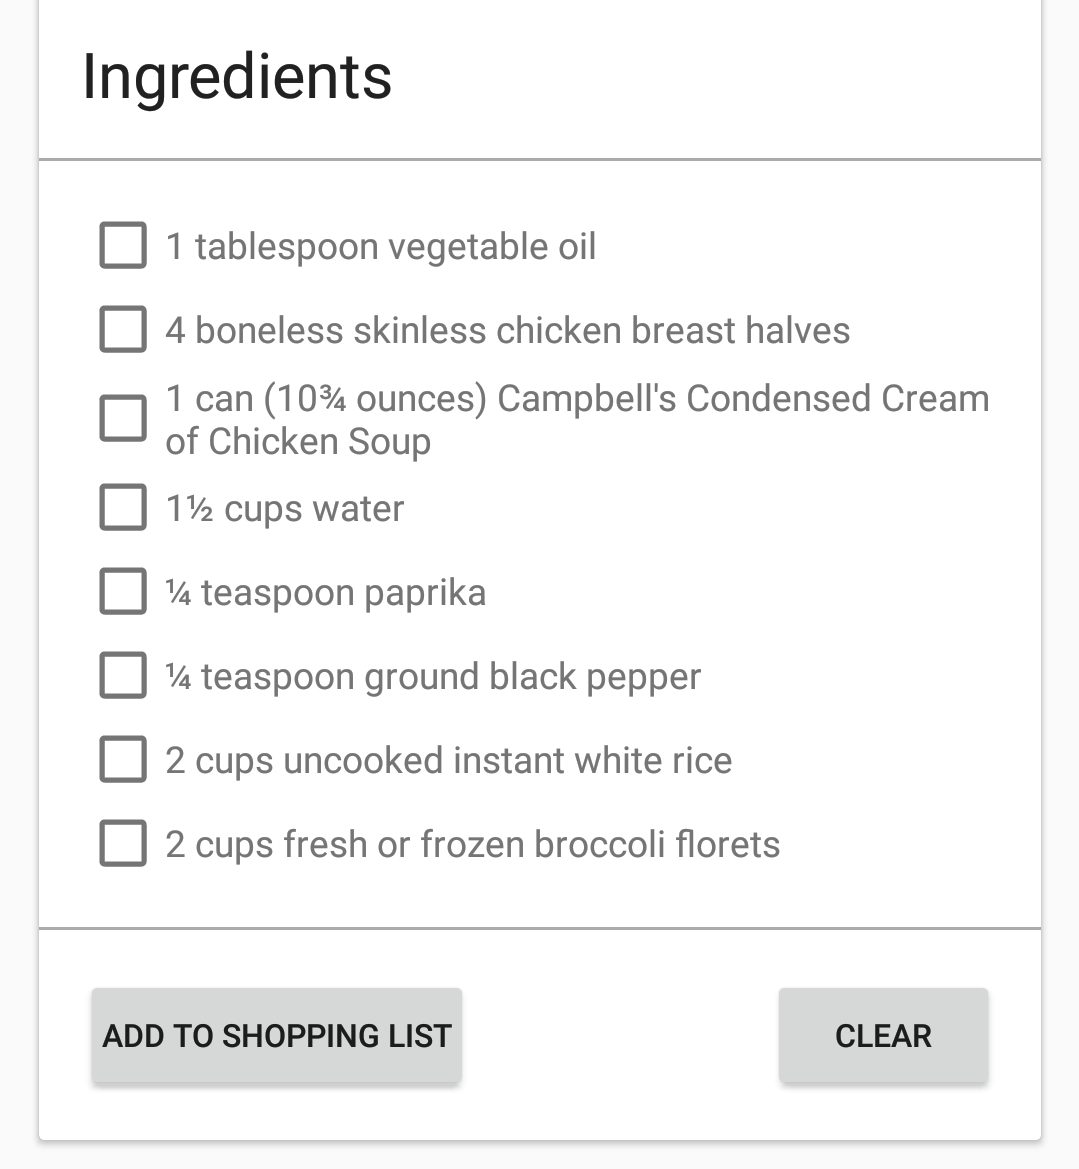 Ingredients
1 tablespoon vegetable oil
4 boneless skinless chicken breast halves
1 can (10¾ ounces) Campbell's Condensed Cream
of Chicken Soup
1½ cups water
¼ teaspoon paprika
¼ teaspoon ground black pepper
2 cups uncooked instant white rice
2 cups fresh or frozen broccoli florets
ADD TO SHOPPING LIST
CLEAR